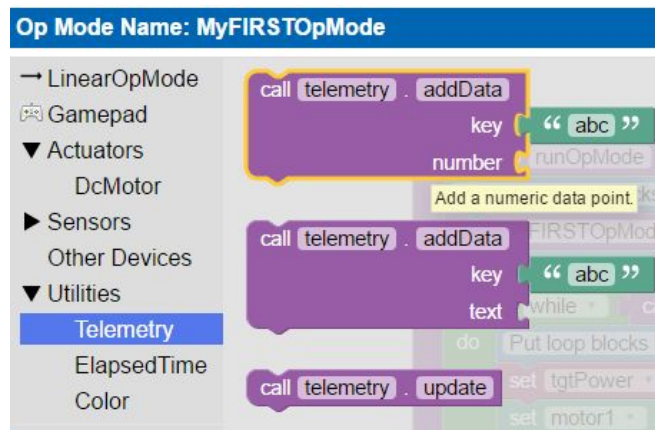 Op Mode Name: MyFIRSTOpMode
LinearOpMode
Gamepad
Actuators
DcMotor
Sensors
Other Devices
Utilities
Telemetry
ElapsedTime
Color
call telemetry . addData
key “ abc ”
number
runOpMode
Add a numeric data point.
call telemetry . addData
FIRSTOpMod
key “ abc ”
text
while
do Put loop blocks
call telemetry . update
set tgtPower
set motor1